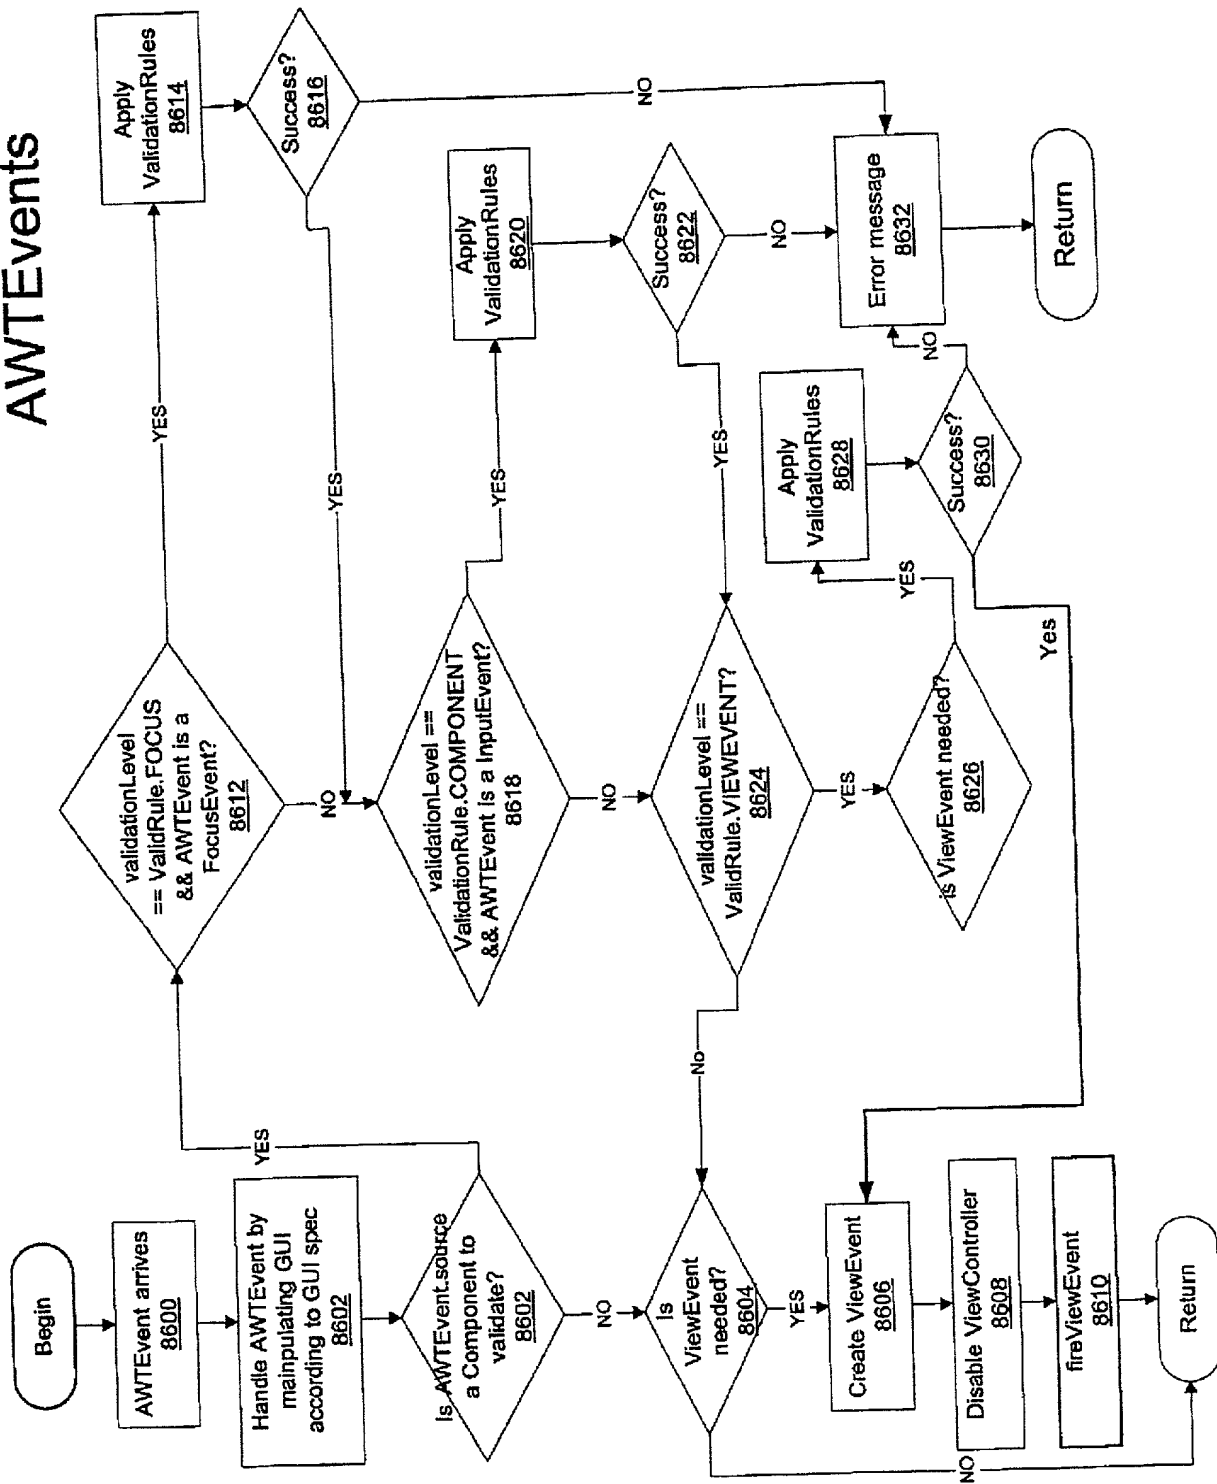 AWTEvents
Begin
AWTEvent arrives
8600
Handle AWTEvent by
mainpulating GUI
according to GUI spec
8602
Is AWTEvent.source
a Component to
validate?
8602
YES
NO
Is
ViewEvent
needed?
8604
YES
NO
Create ViewEvent
8606
Disable ViewController
8608
fireViewEvent
8610
Return
validationLevel
== ValidRule.FOCUS
&& AWTEvent is a
FocusEvent?
8612
YES
NO
Apply
ValidationRules
8614
Success?
8616
YES
NO
validationLevel ==
ValidationRule.COMPONENT
&& AWTEvent Is a InputEvent?
8618
YES
NO
Apply
ValidationRules
8620
Success?
8622
YES
NO
validationLevel ==
ValidRule.VIEWEVENT?
8624
No
YES
is ViewEvent needed?
8626
YES
Apply
ValidationRules
8628
Success?
8630
Yes
NO
Error message
8632
Return